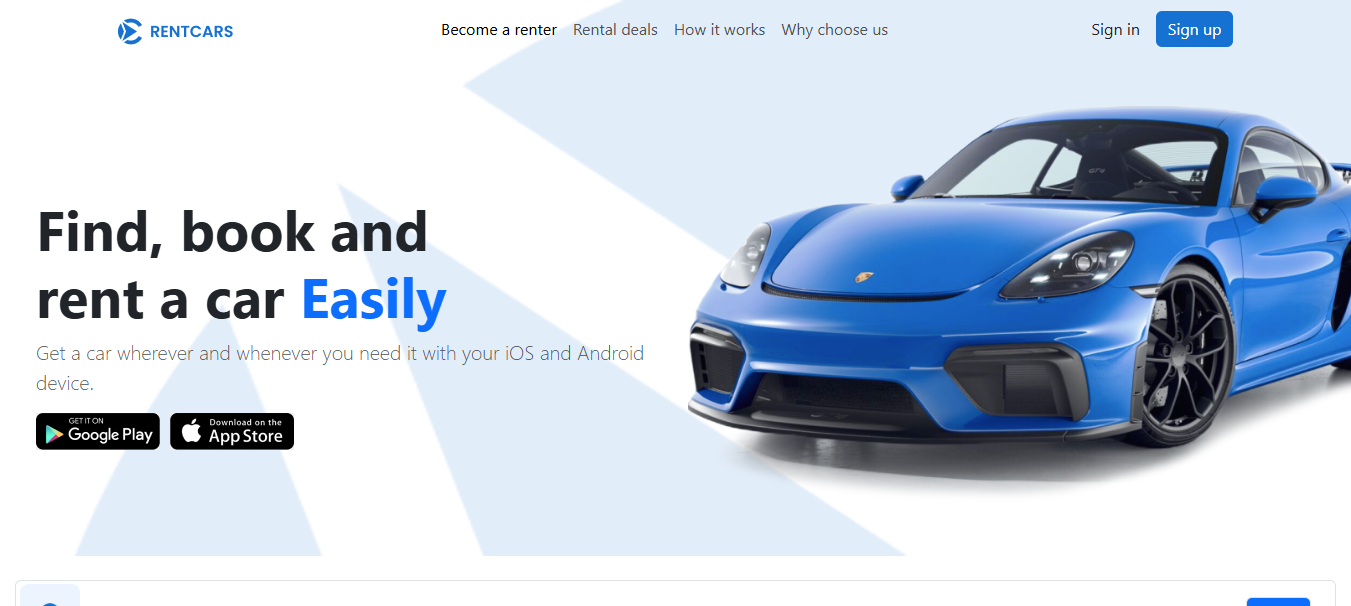 RENTCARS
Become a renter Rental deals How it works Why choose us
Sign in Sign up
Find, book and
rent a car Easily
Get a car wherever and whenever you need it with your iOS and Android
device.
GET IT ON
Google Play
Download on the
App Store